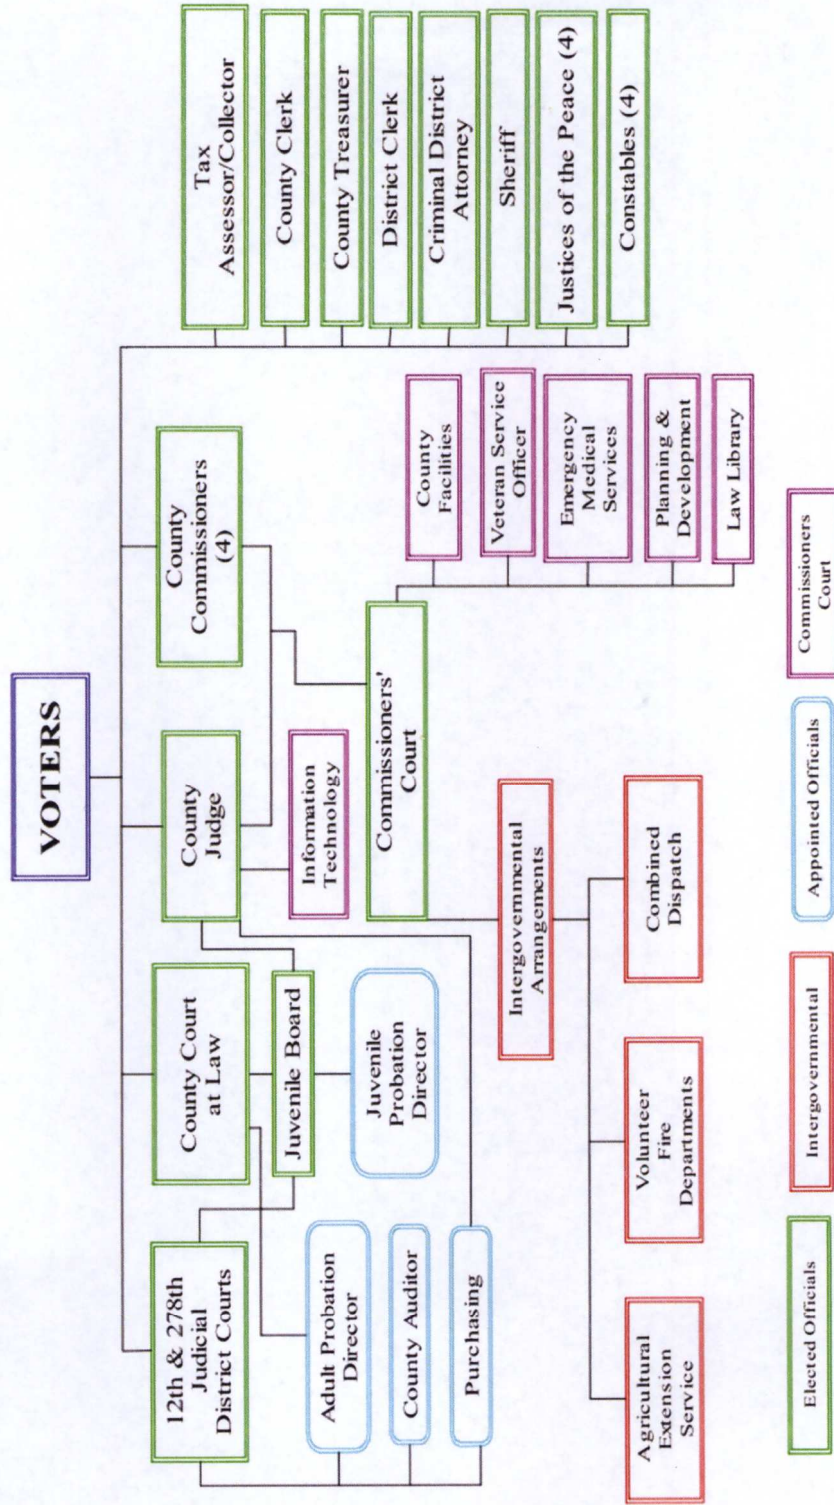 VOTERS
12th & 278th
Judicial
District Courts
County Court
at Law
County
Judge
County
Commissioners
(4)
Tax
Assessor/Collector
County Clerk
County Treasurer
District Clerk
Criminal District
Attorney
Sheriff
Justices of the Peace (4)
Constables (4)
Juvenile Board
Information
Technology
Adult Probation
Director
County Auditor
Purchasing
Juvenile
Probation
Director
Commissioners'
Court
County
Facilities
Veteran Service
Officer
Emergency
Medical
Services
Planning &
Development
Law Library
Intergovernmental
Arrangements
Agricultural
Extension
Service
Volunteer
Fire
Departments
Combined
Dispatch
Elected Officials
Intergovernmental
Appointed Officials
Commissioners
Court